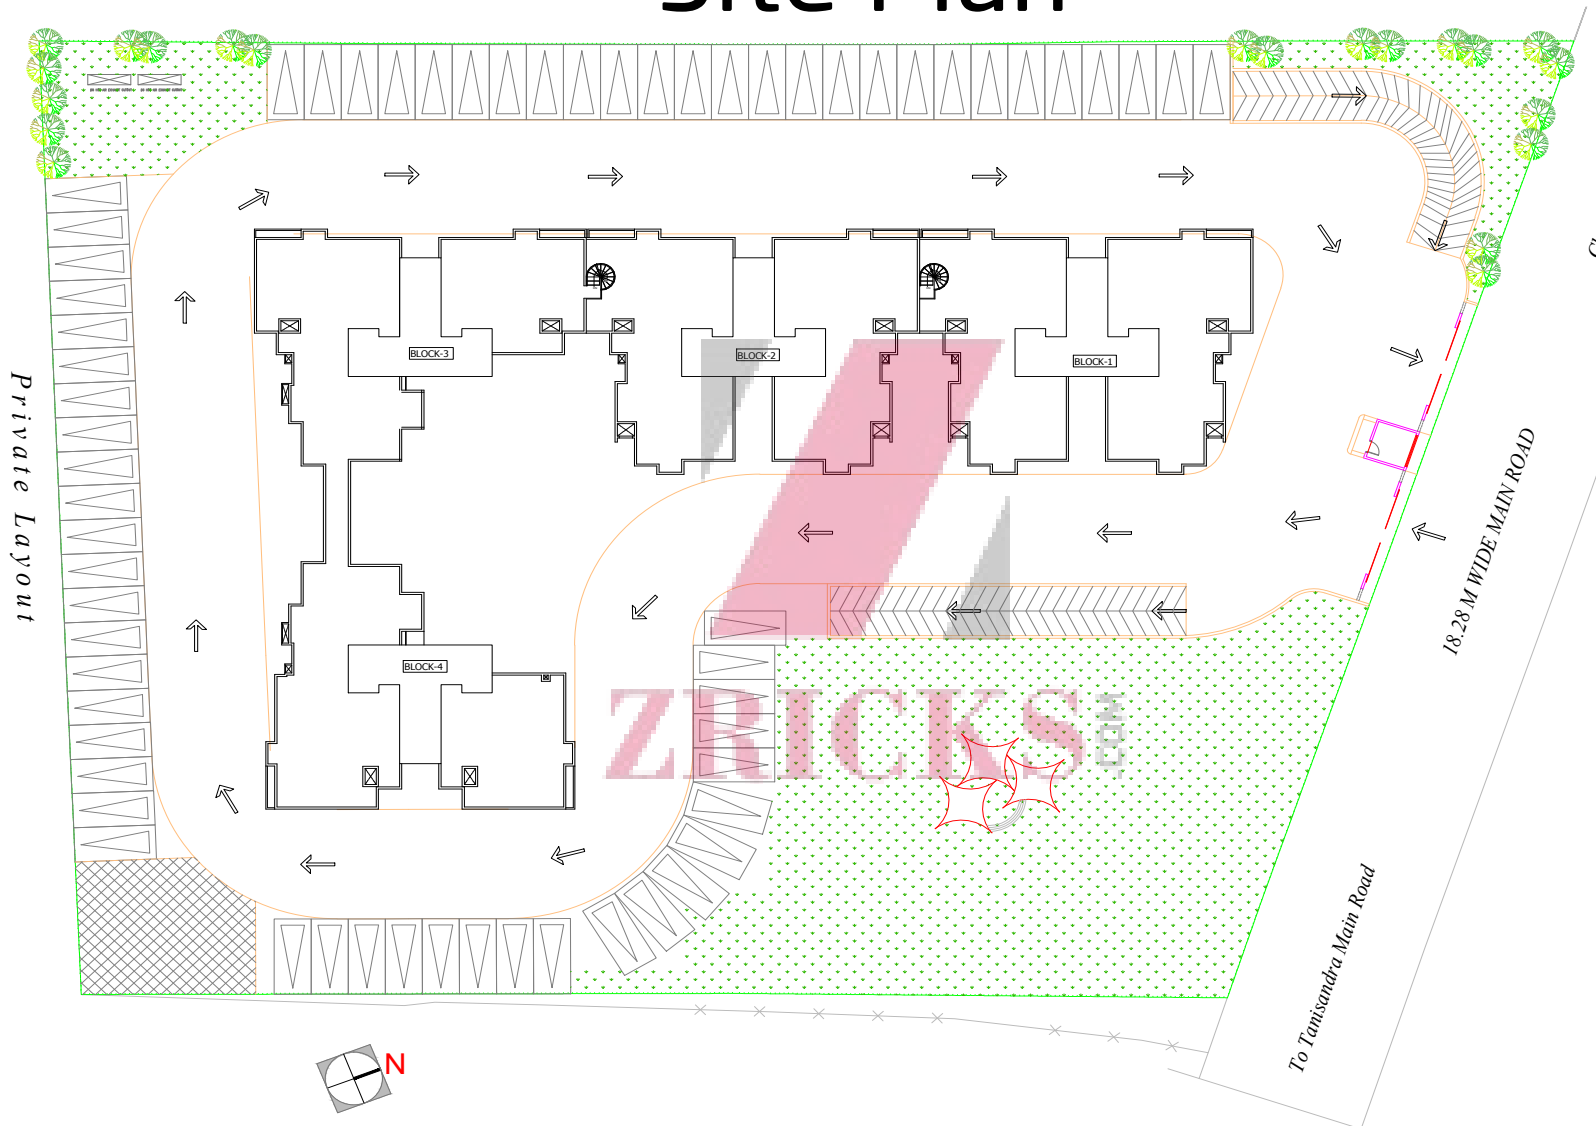 Site Plan
BLOCK-3
BLOCK-2
BLOCK-1
BLOCK-4
Private Layout
18.28 M WIDE MAIN ROAD
To Tanisandra Main Road
ZRICKS
.COM
N